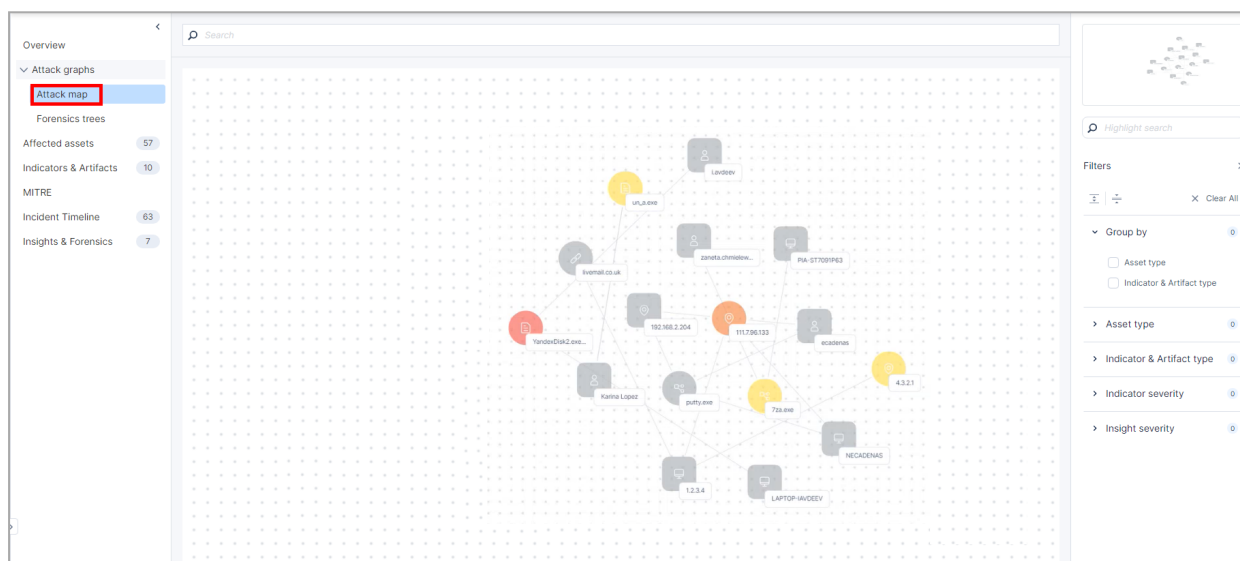 Overview
Attack graphs
Attack map
Forensics trees
Affected assets 57
Indicators & Artifacts 10
MITRE
Incident Timeline 63
Insights & Forensics 7
Search
i.avdeev
un_a.exe
zaneta.chmielew...
PIA-ST7091P63
livemail.co.uk
192.168.2.204
111.7.96.133
YandexDisk2.exe...
ecadenas
4.3.2.1
Karina Lopez
putty.exe
7za.exe
NECADENAS
1.2.3.4
LAPTOP-IAVDEEV
Highlight search
Filters
Clear All
Group by 0
Asset type
Indicator & Artifact type
Asset type 0
Indicator & Artifact type 0
Indicator severity 0
Insight severity 0